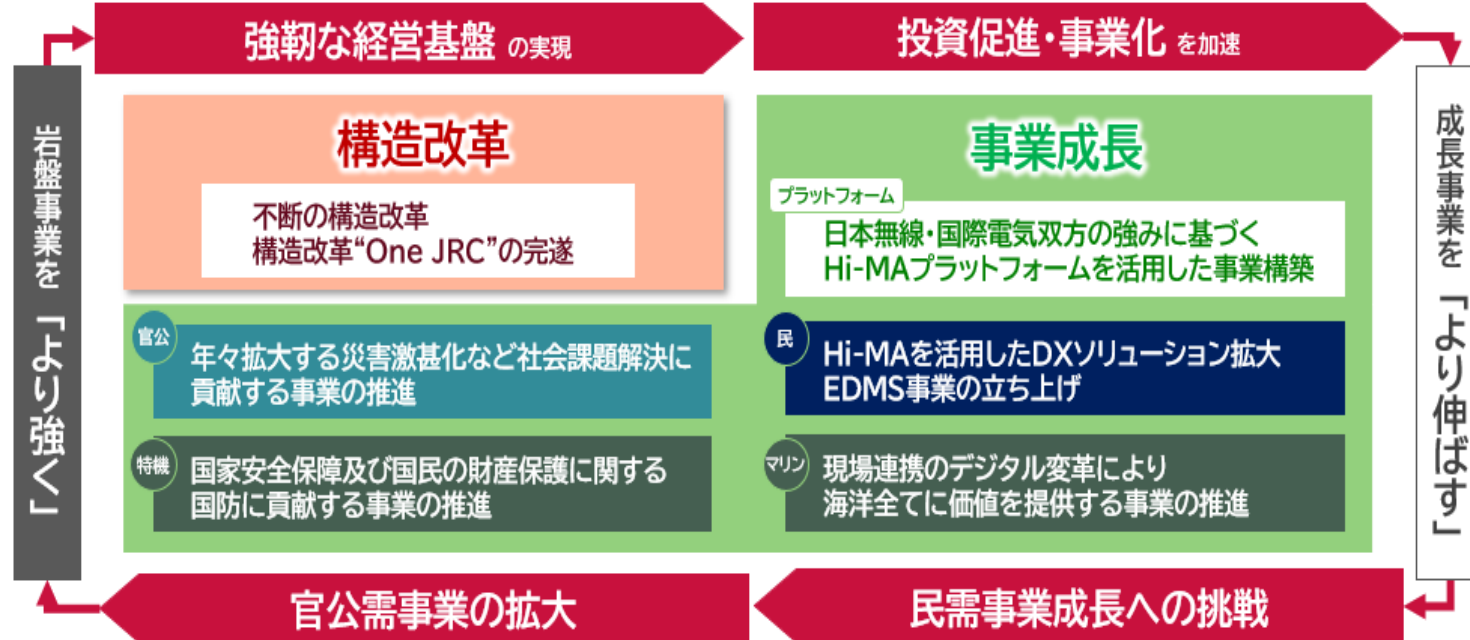 強靭な経営基盤 の実現
投資促進・事業化 を加速
岩盤事業を「より強く」
構造改革
不断の構造改革
構造改革“One JRC”の完遂
事業成長
プラットフォーム
日本無線・国際電気双方の強みに基づく
Hi-MAプラットフォームを活用した事業構築
官公
年々拡大する災害激甚化など社会課題解決に
貢献する事業の推進
民
Hi-MAを活用したDXソリューション拡大
EDMS事業の立ち上げ
特機
国家安全保障及び国民の財産保護に関する
国防に貢献する事業の推進
マリン
現場連携のデジタル変革により
海洋全てに価値を提供する事業の推進
成長事業を「より伸ばす」
官公需事業の拡大
民需事業成長への挑戦